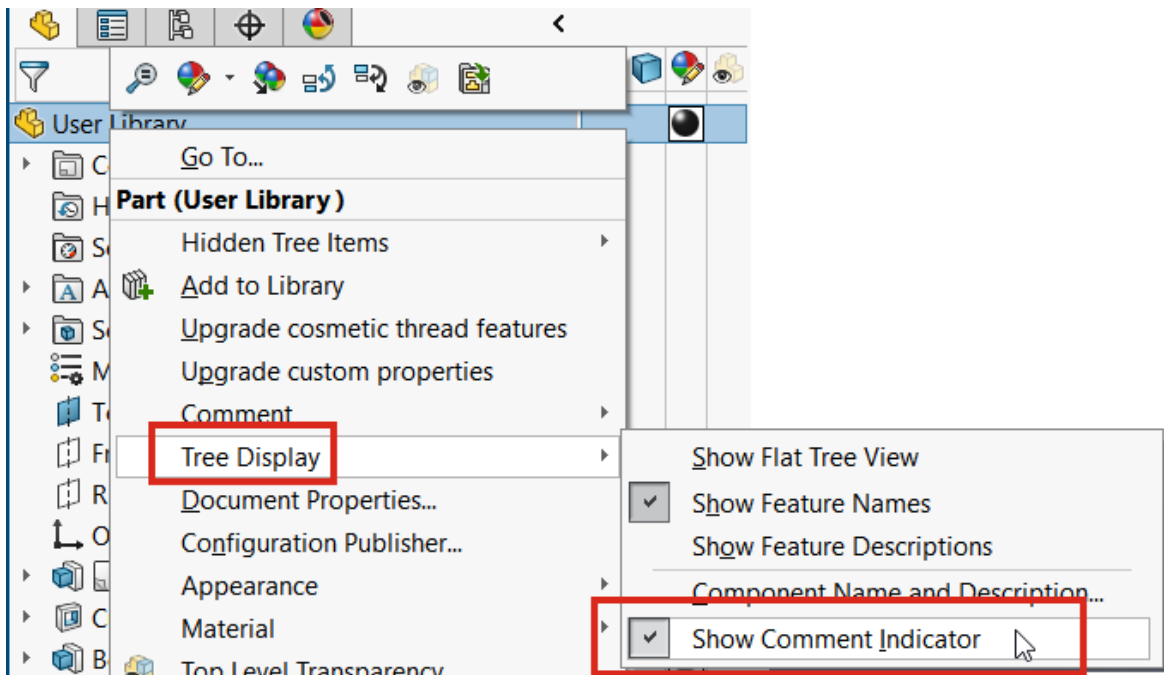 User Library
Go To...
Part (User Library )
Hidden Tree Items
Add to Library
Upgrade cosmetic thread features
Upgrade custom properties
Comment
Tree Display
Document Properties...
Configuration Publisher...
Appearance
Material
Top Level Transparency
Show Flat Tree View
Show Feature Names
Show Feature Descriptions
Component Name and Description...
Show Comment Indicator